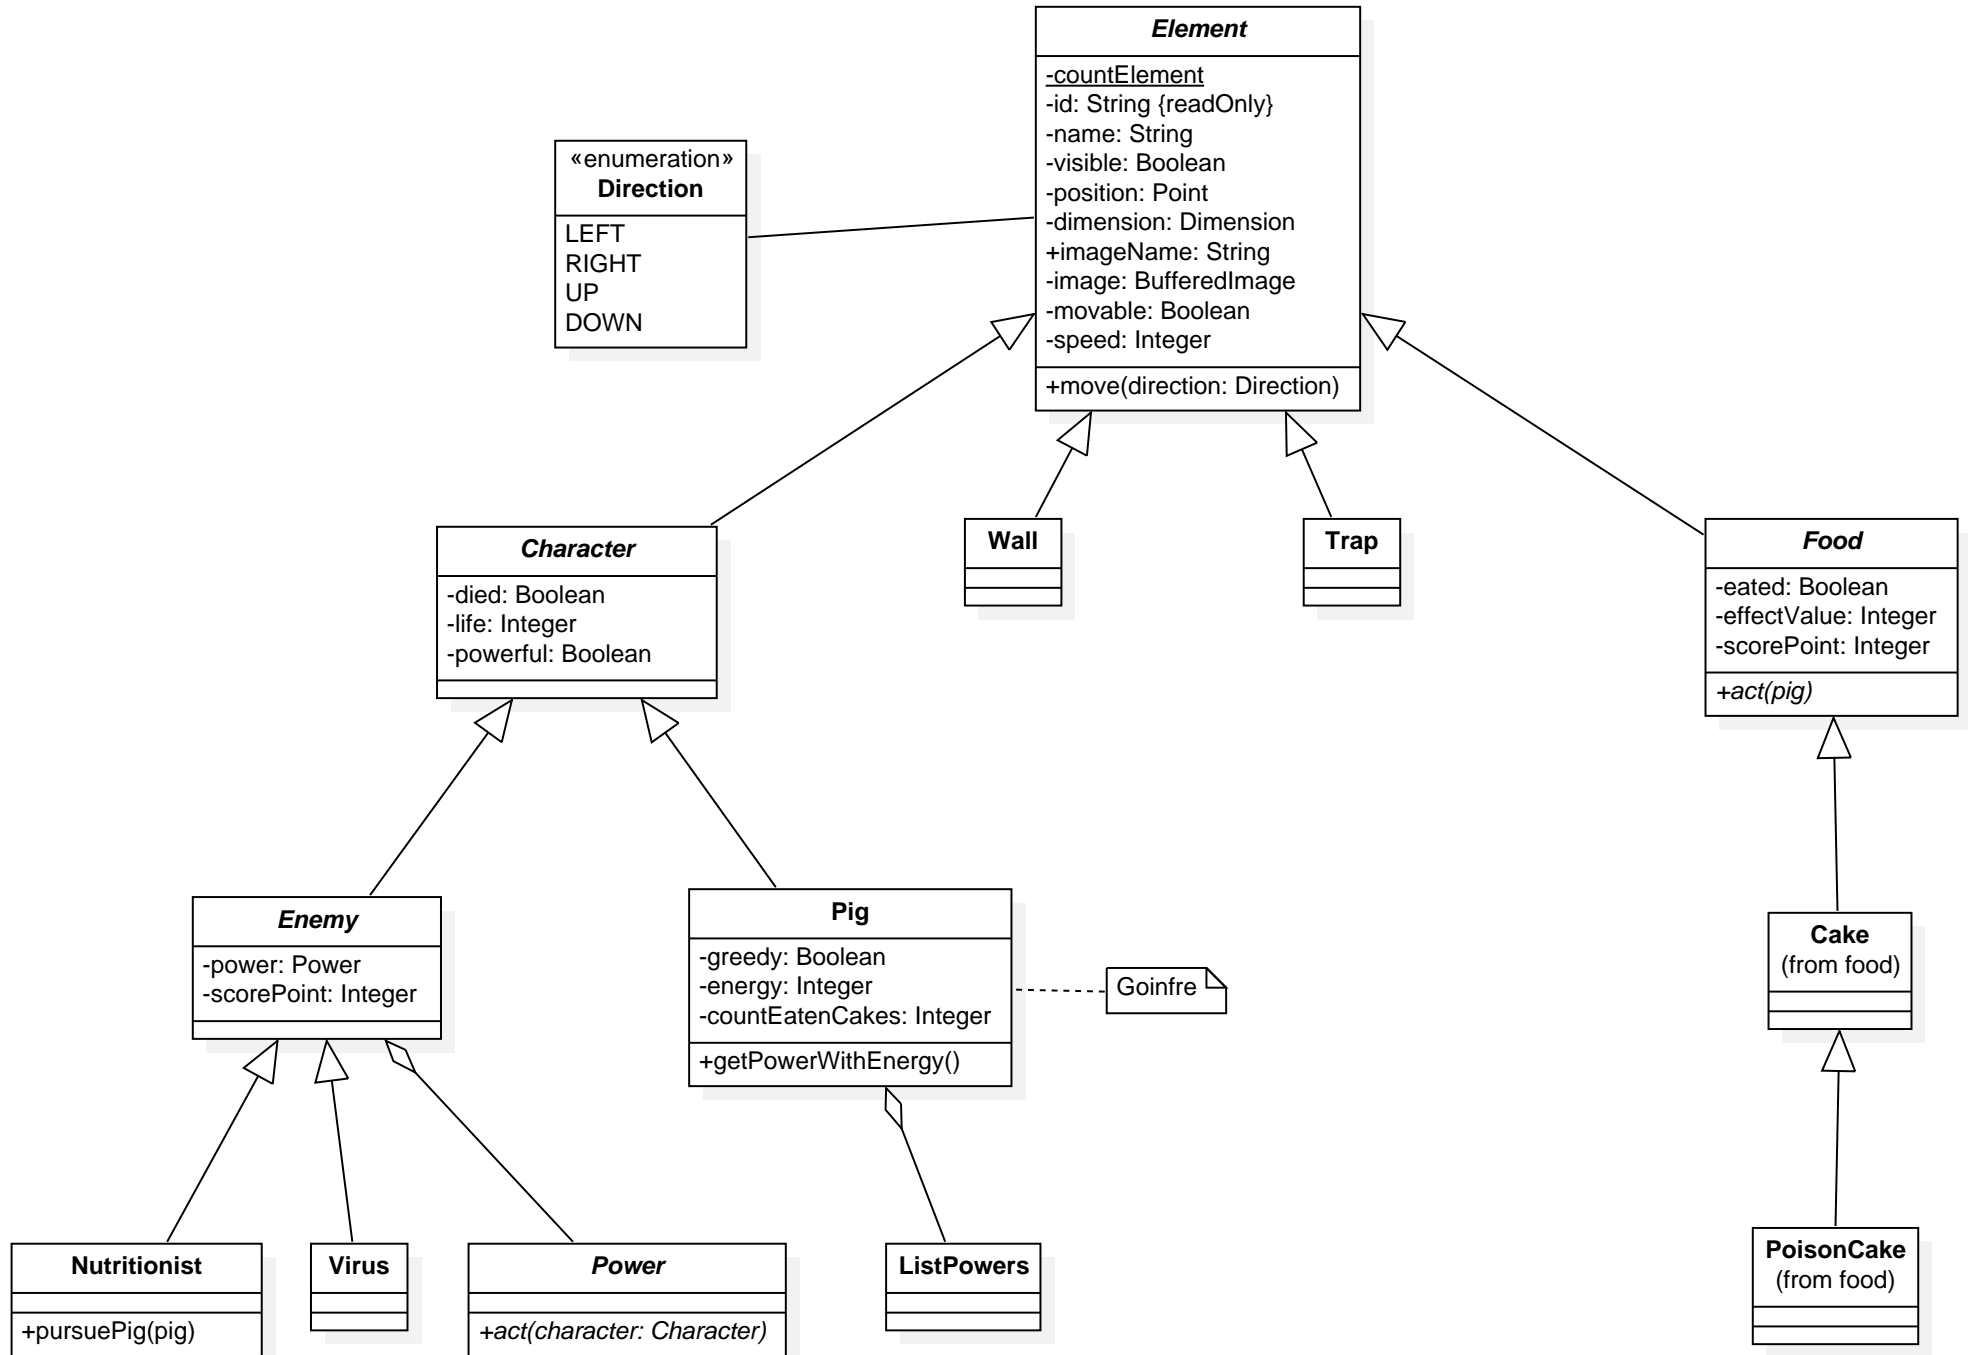 Element
-countElement
-id: String {readOnly}
-name: String
-visible: Boolean
-position: Point
-dimension: Dimension
+imageName: String
-image: BufferedImage
-movable: Boolean
-speed: Integer
+move(direction: Direction)
«enumeration»
Direction
LEFT
RIGHT
UP
DOWN
Character
-died: Boolean
-life: Integer
-powerful: Boolean
Wall
Trap
Food
-eated: Boolean
-effectValue: Integer
-scorePoint: Integer
+act(pig)
Enemy
-power: Power
-scorePoint: Integer
Pig
-greedy: Boolean
-energy: Integer
-countEatenCakes: Integer
+getPowerWithEnergy()
Goinfre
Cake
(from food)
Nutritionist
+pursuePig(pig)
Virus
Power
+act(character: Character)
ListPowers
PoisonCake
(from food)